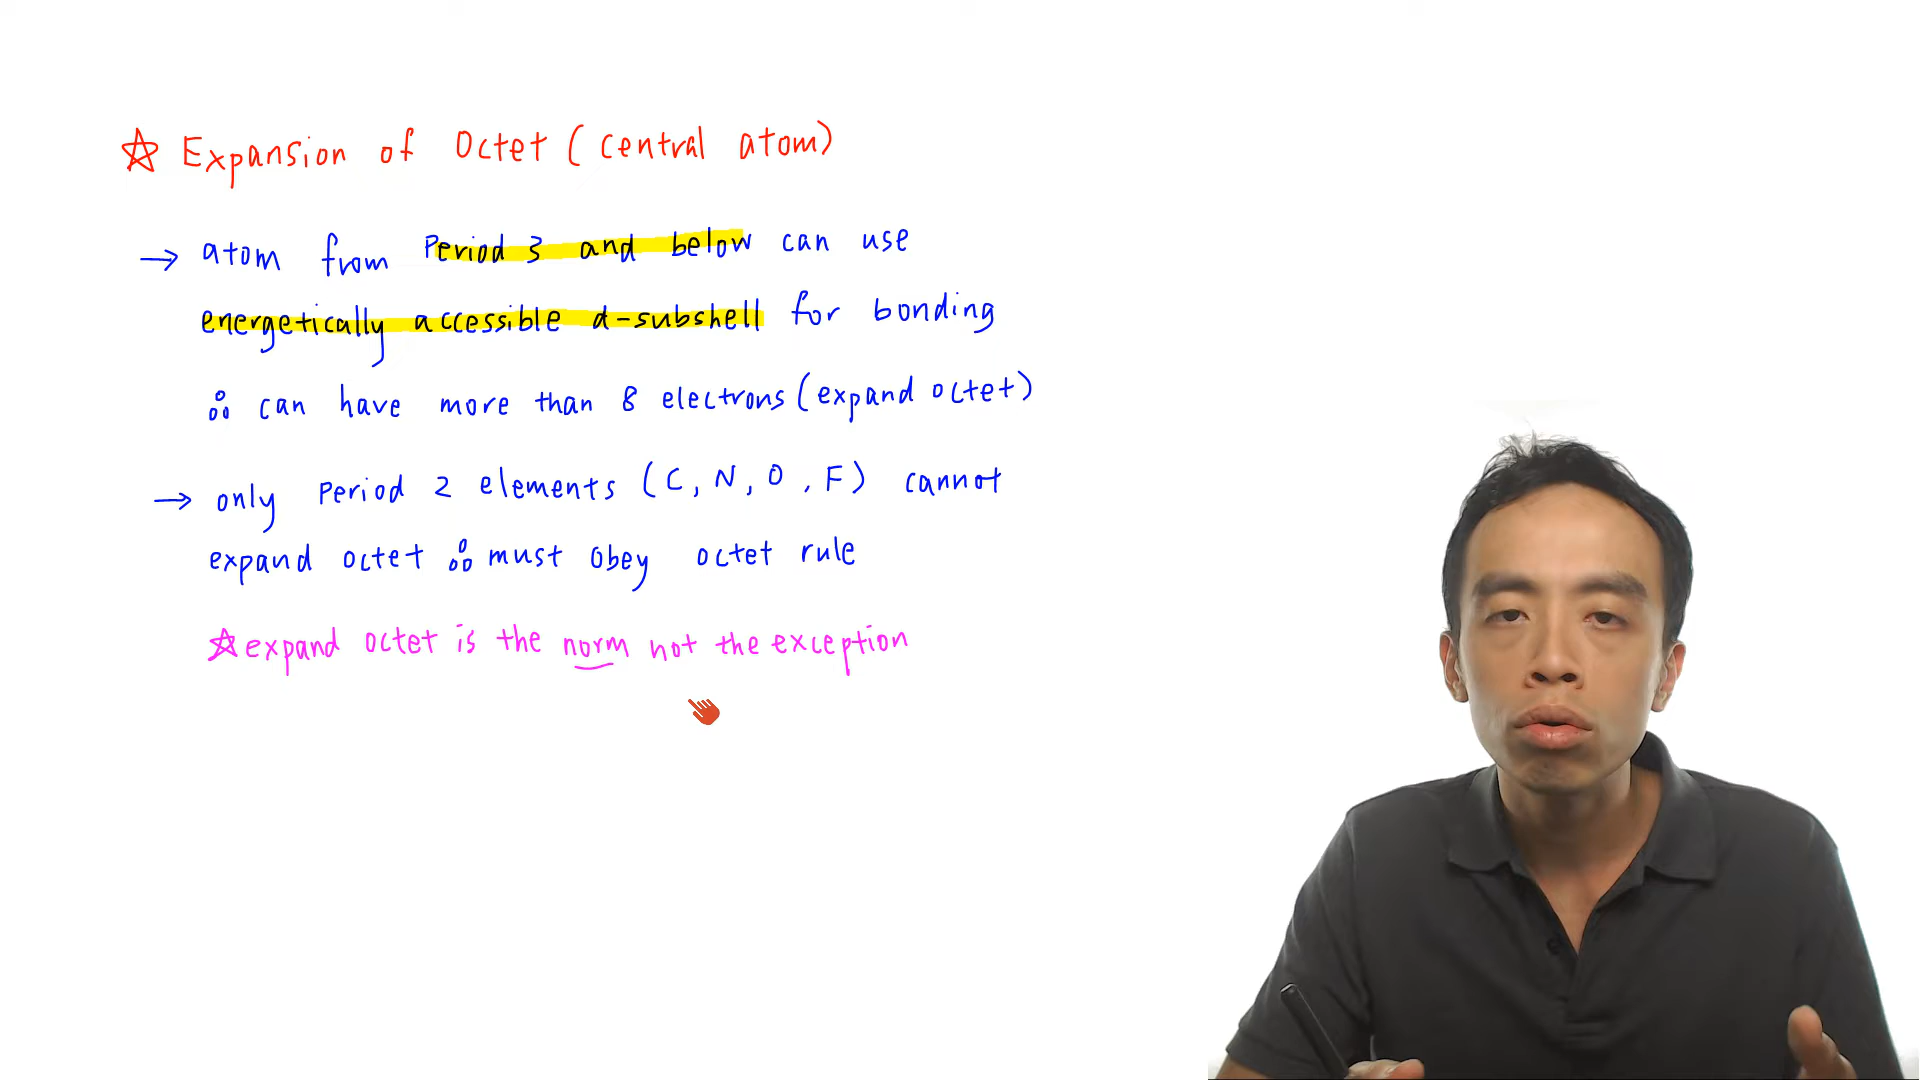 ☆ Expansion of Octet (central atom)
→ atom from Period 3 and below can use
energetically accessible d-subshell for bonding
∴ can have more than 8 electrons (expand octet)
→ only Period 2 elements (C, N, O, F) cannot
expand octet ∴ must obey octet rule
☆ expand octet is the norm not the exception